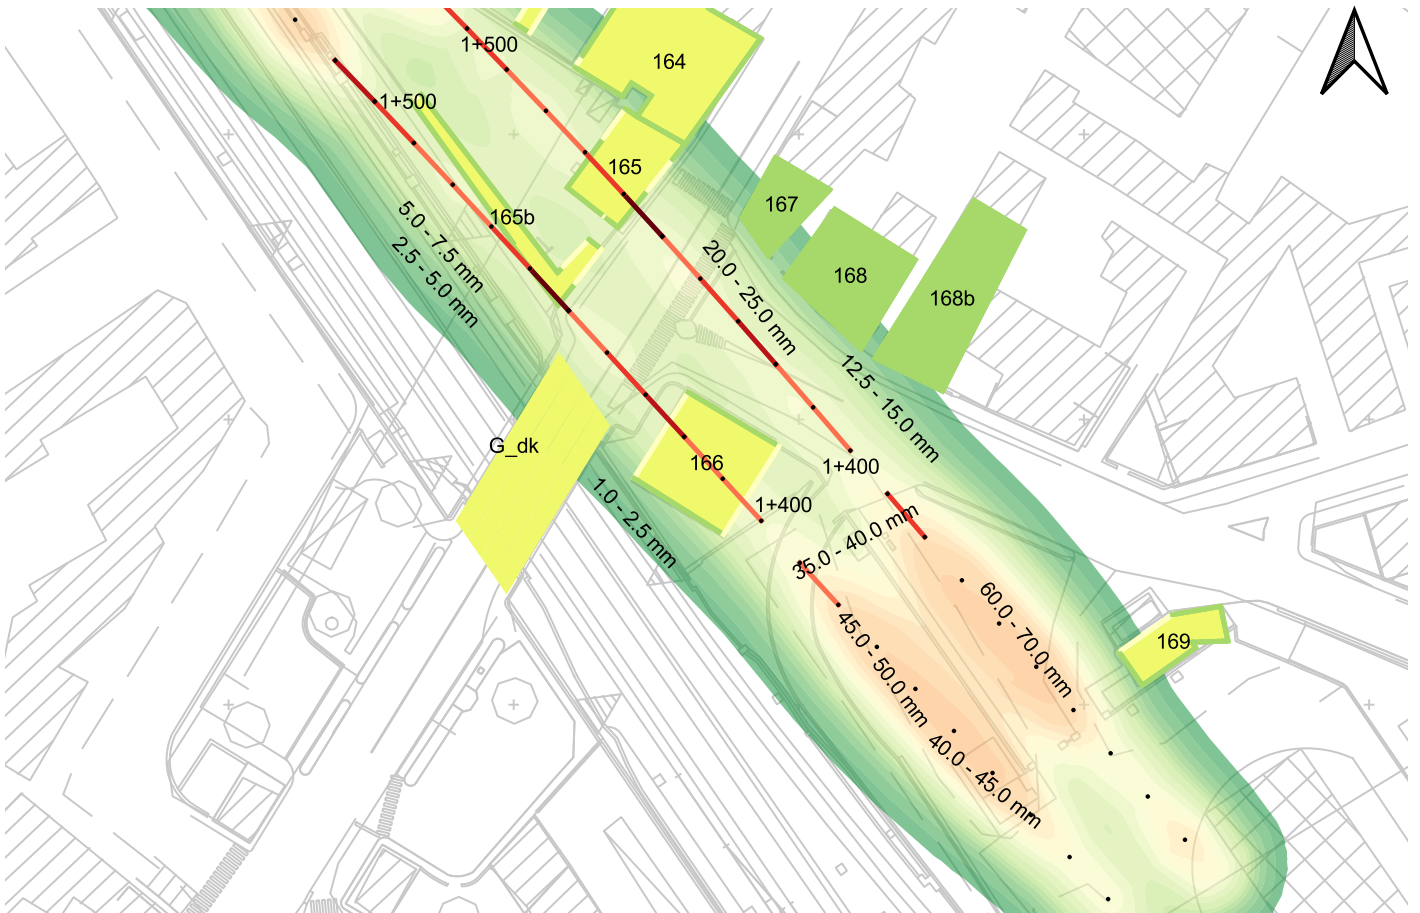 1+500
164
1+500
165
167
165b
5.0 - 7.5 mm
2.5 - 5.0 mm
20.0 - 25.0 mm
168
168b
12.5 - 15.0 mm
G_dk
166
1+400
1+400
1.0 - 2.5 mm
35.0 - 40.0 mm
60.0 - 70.0 mm
45.0 - 50.0 mm
169
40.0 - 45.0 mm